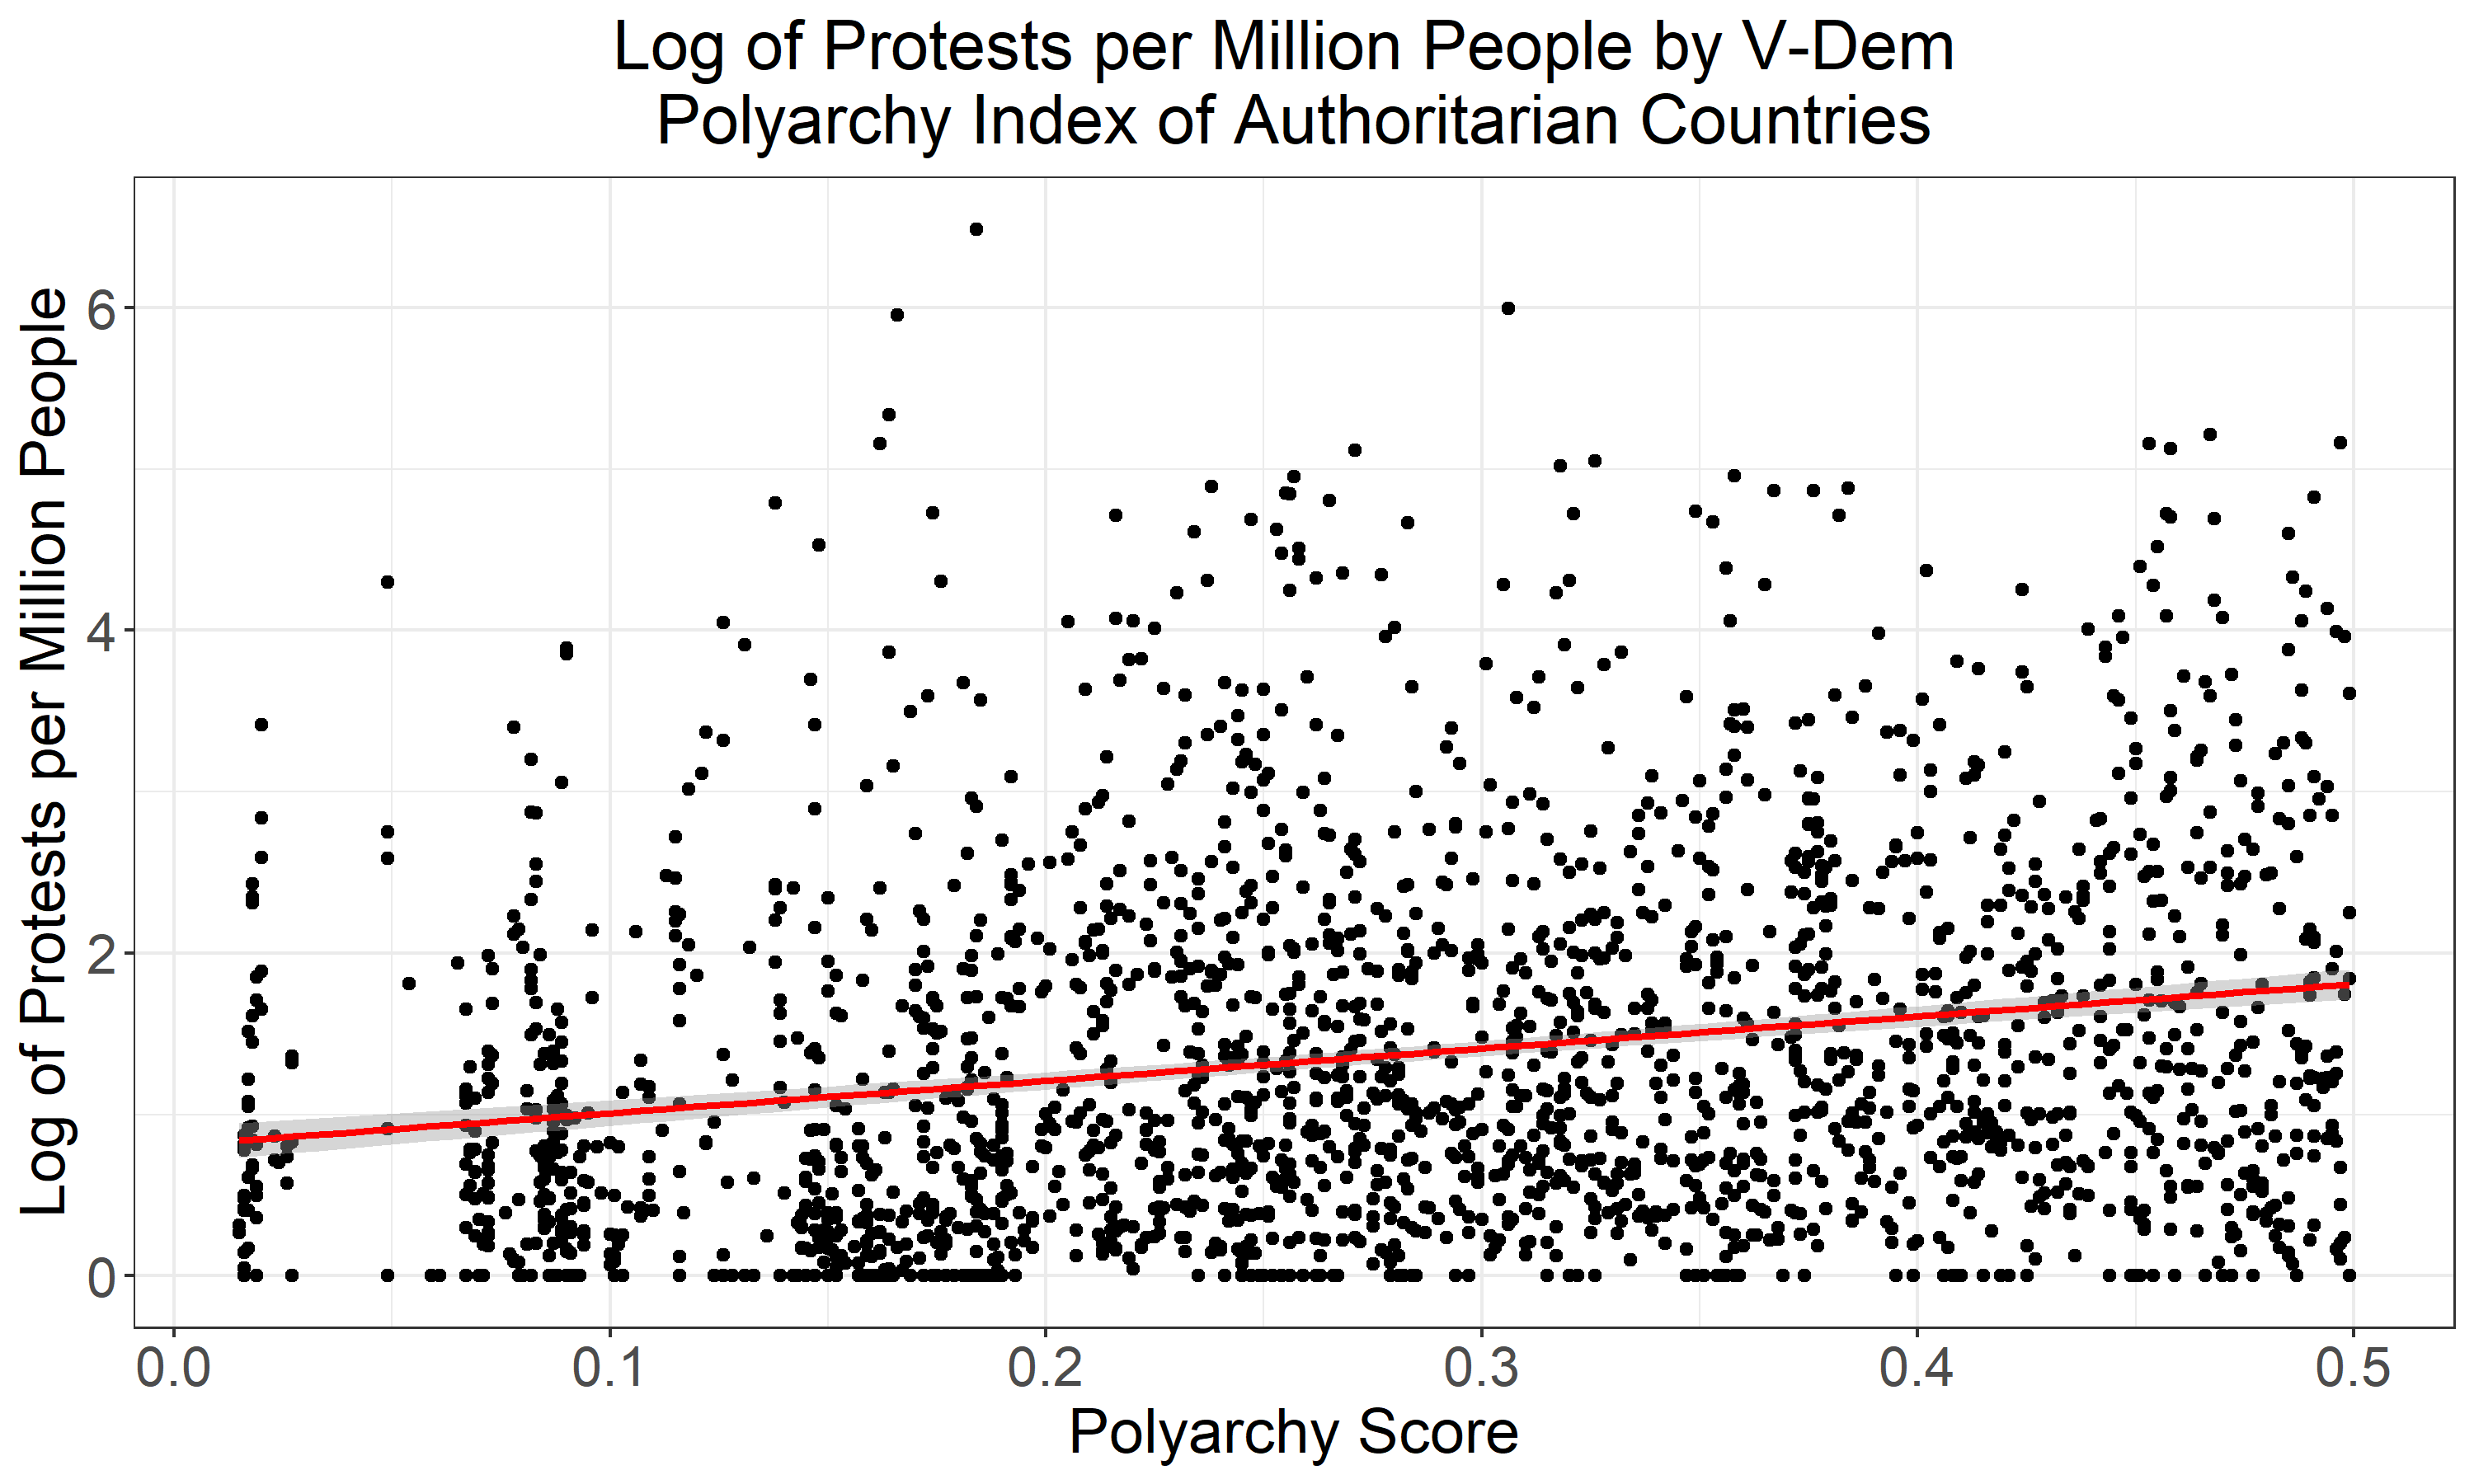 Log of Protests per Million People by V-Dem
Polyarchy Index of Authoritarian Countries
Log of Protests per Million People
6
4
2
0
0.0 0.1 0.2 0.3 0.4 0.5
Polyarchy Score